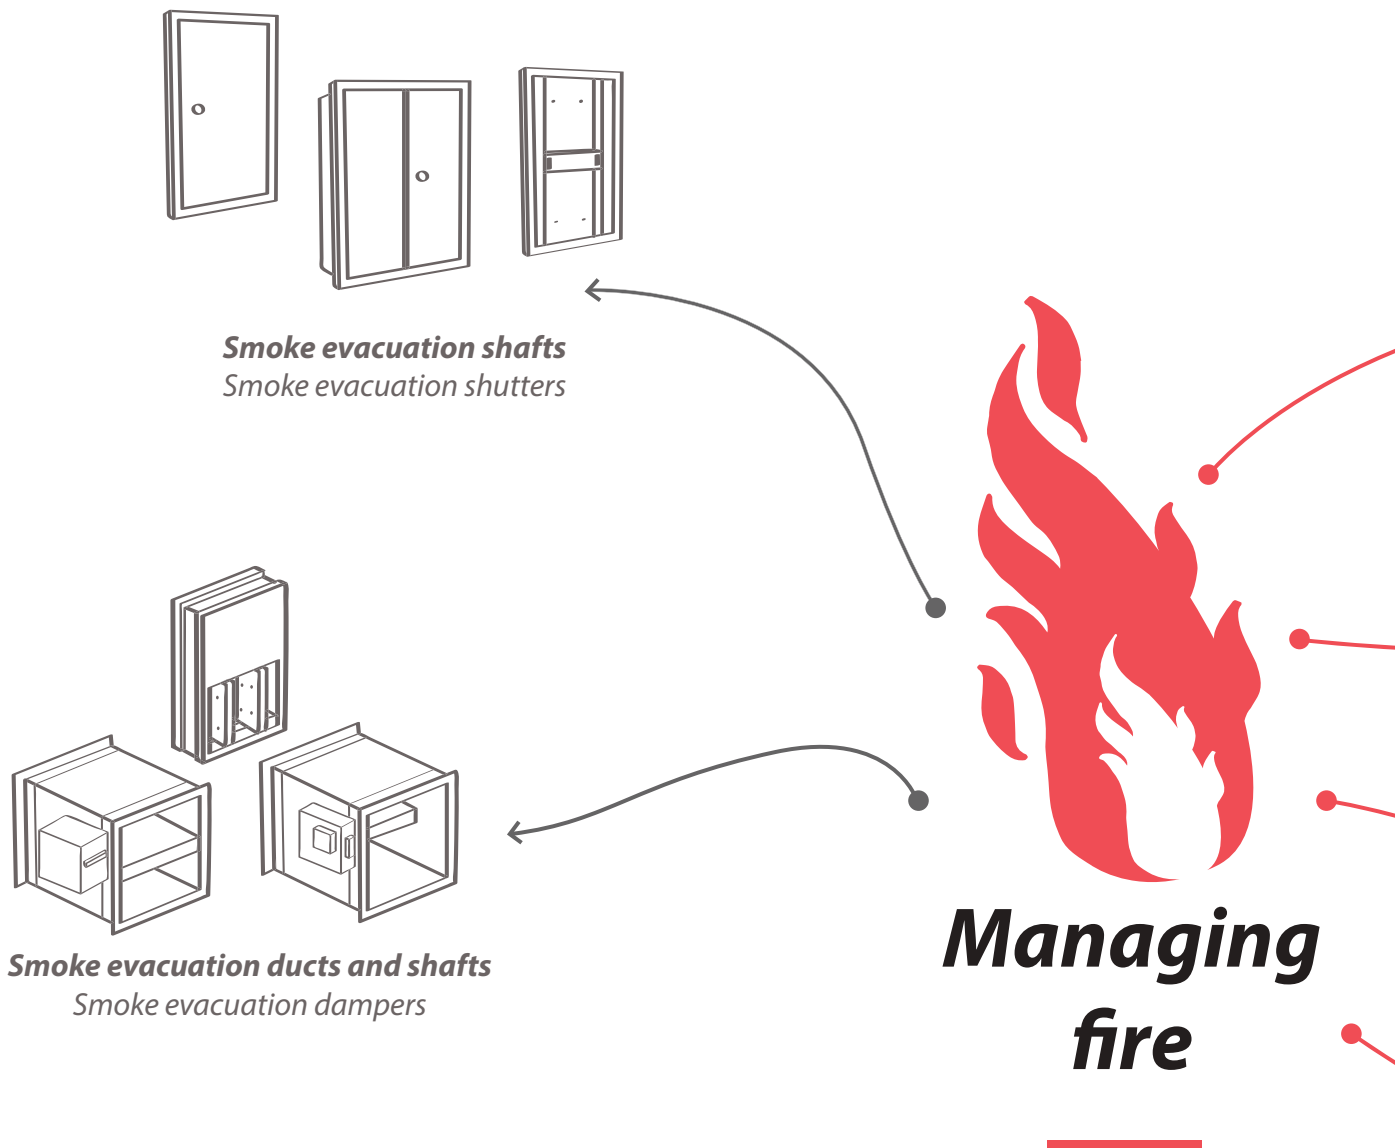 Smoke evacuation shafts
Smoke evacuation shutters
Smoke evacuation ducts and shafts
Smoke evacuation dampers
Managing
fire